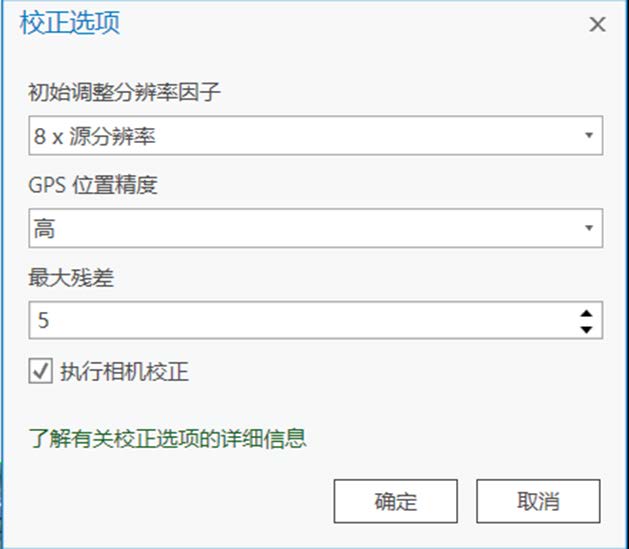 校正选项
初始调整分辨率因子
8 x 源分辨率
GPS 位置精度
高
最大残差
5
执行相机校正
了解有关校正选项的详细信息
确定
取消